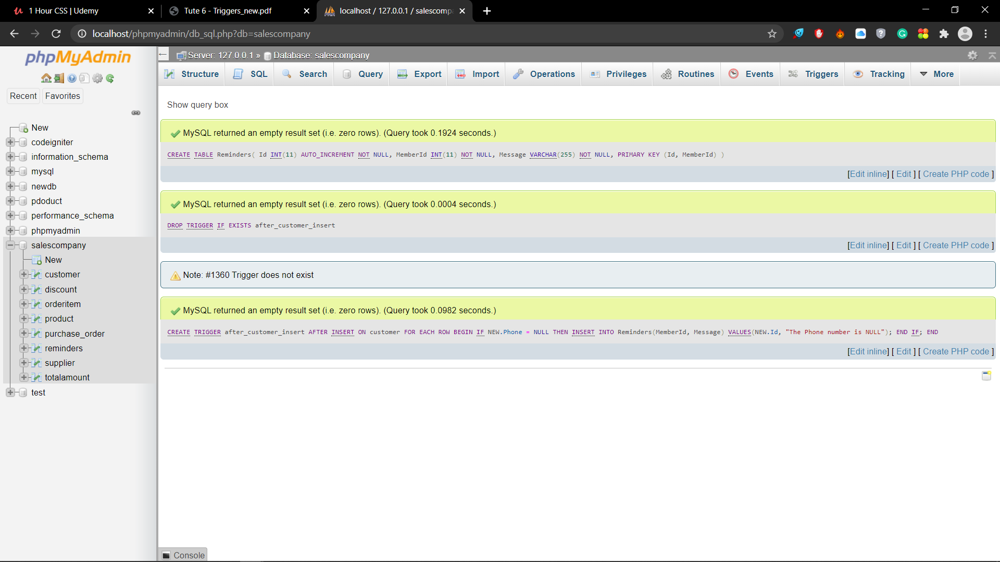 1 Hour CSS | Udemy
Tute 6 - Triggers_new.pdf
localhost / 127.0.0.1 / salescomp
localhost/phpmyadmin/db_sql.php?db=salescompany
phpMyAdmin
Recent
Favorites
New
codeigniter
information_schema
mysql
newdb
pdoduct
performance_schema
phpmyadmin
salescompany
New
customer
discount
orderitem
product
purchase_order
reminders
supplier
totalamount
test
Server: 127.0.0.1 » Database: salescompany
Structure
SQL
Search
Query
Export
Import
Operations
Privileges
Routines
Events
Triggers
Tracking
More
Show query box
MySQL returned an empty result set (i.e. zero rows). (Query took 0.1924 seconds.)
CREATE TABLE Reminders( Id INT(11) AUTO_INCREMENT NOT NULL, MemberId INT(11) NOT NULL, Message VARCHAR(255) NOT NULL, PRIMARY KEY (Id, MemberId) )
[Edit inline] [ Edit ] [ Create PHP code ]
MySQL returned an empty result set (i.e. zero rows). (Query took 0.0004 seconds.)
DROP TRIGGER IF EXISTS after_customer_insert
[Edit inline] [ Edit ] [ Create PHP code ]
Note: #1360 Trigger does not exist
MySQL returned an empty result set (i.e. zero rows). (Query took 0.0982 seconds.)
CREATE TRIGGER after_customer_insert AFTER INSERT ON customer FOR EACH ROW BEGIN IF NEW.Phone = NULL THEN INSERT INTO Reminders(MemberId, Message) VALUES(NEW.Id, "The Phone number is NULL"); END IF; END
[Edit inline] [ Edit ] [ Create PHP code ]
Console